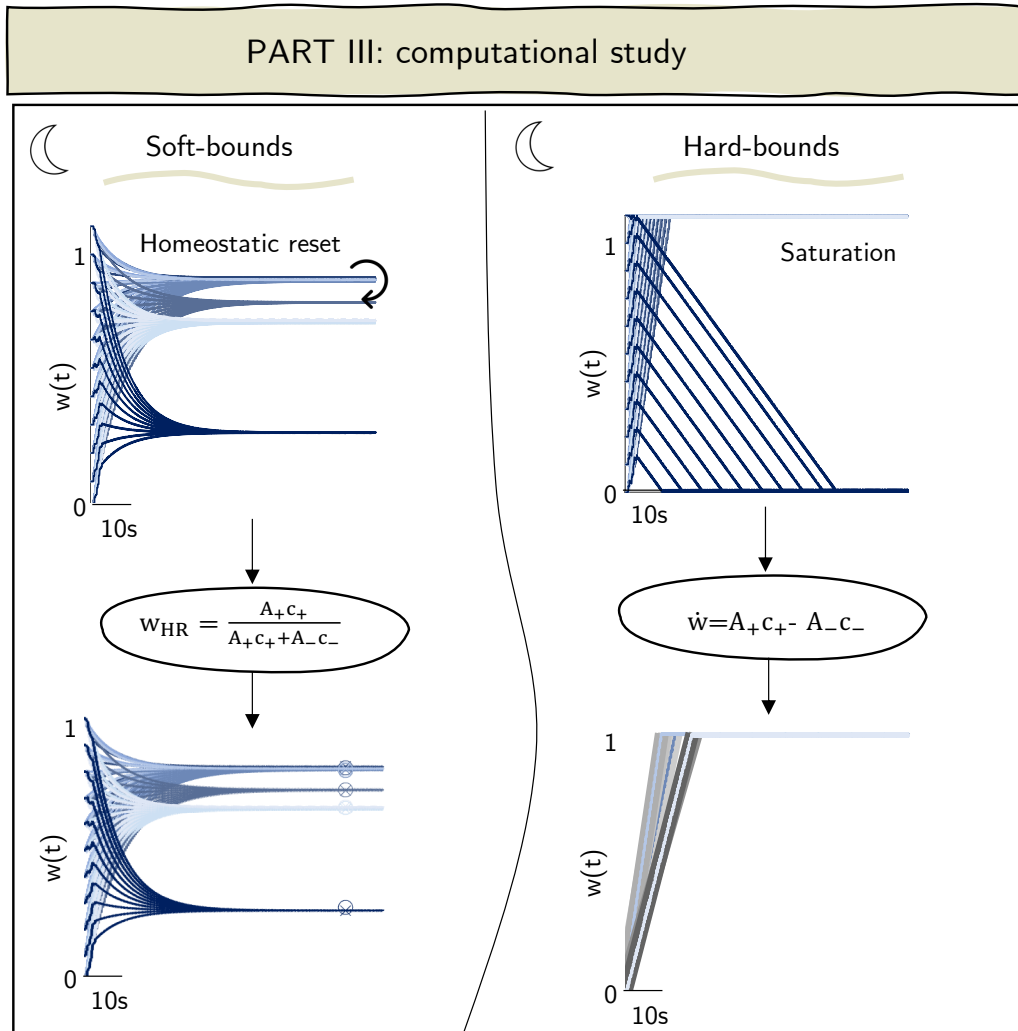 PART III: computational study
Soft-bounds
Homeostatic reset
1
w(t)
0
10s
w_HR = A₊c₊ / (A₊c₊+A₋c₋)
1
w(t)
0
10s
Hard-bounds
Saturation
1
w(t)
0
10s
ẇ=A₊c₊- A₋c₋
1
w(t)
0
10s